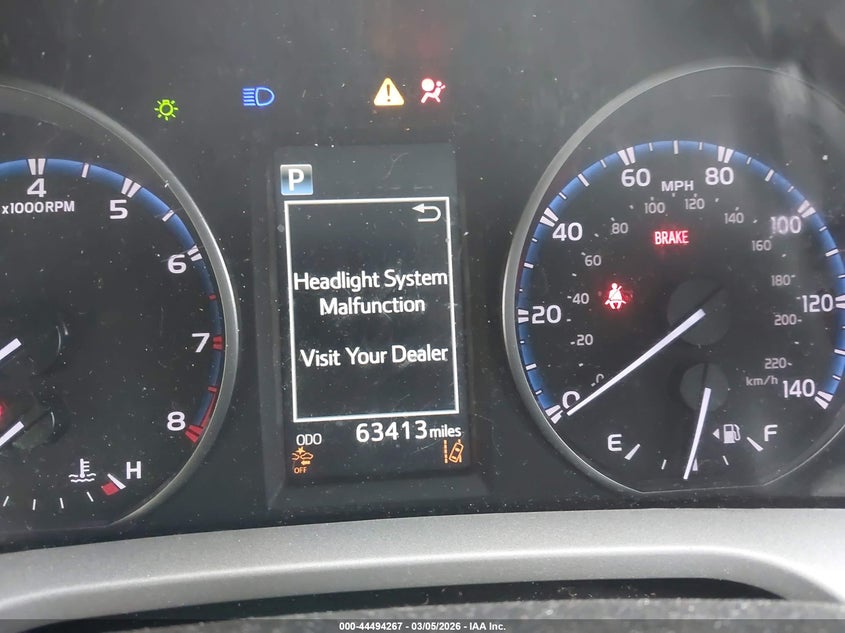 P
4
x1000RPM
5
6
7
8
H
Headlight System
Malfunction
Visit Your Dealer
ODO
63413 miles
OFF
0
20
40
60
80
100
120
140
MPH
0
20
40
60
80
100
120
140
160
180
200
220
km/h
BRAKE
E
F
000-44494267 - 03/05/2026 - IAA Inc.